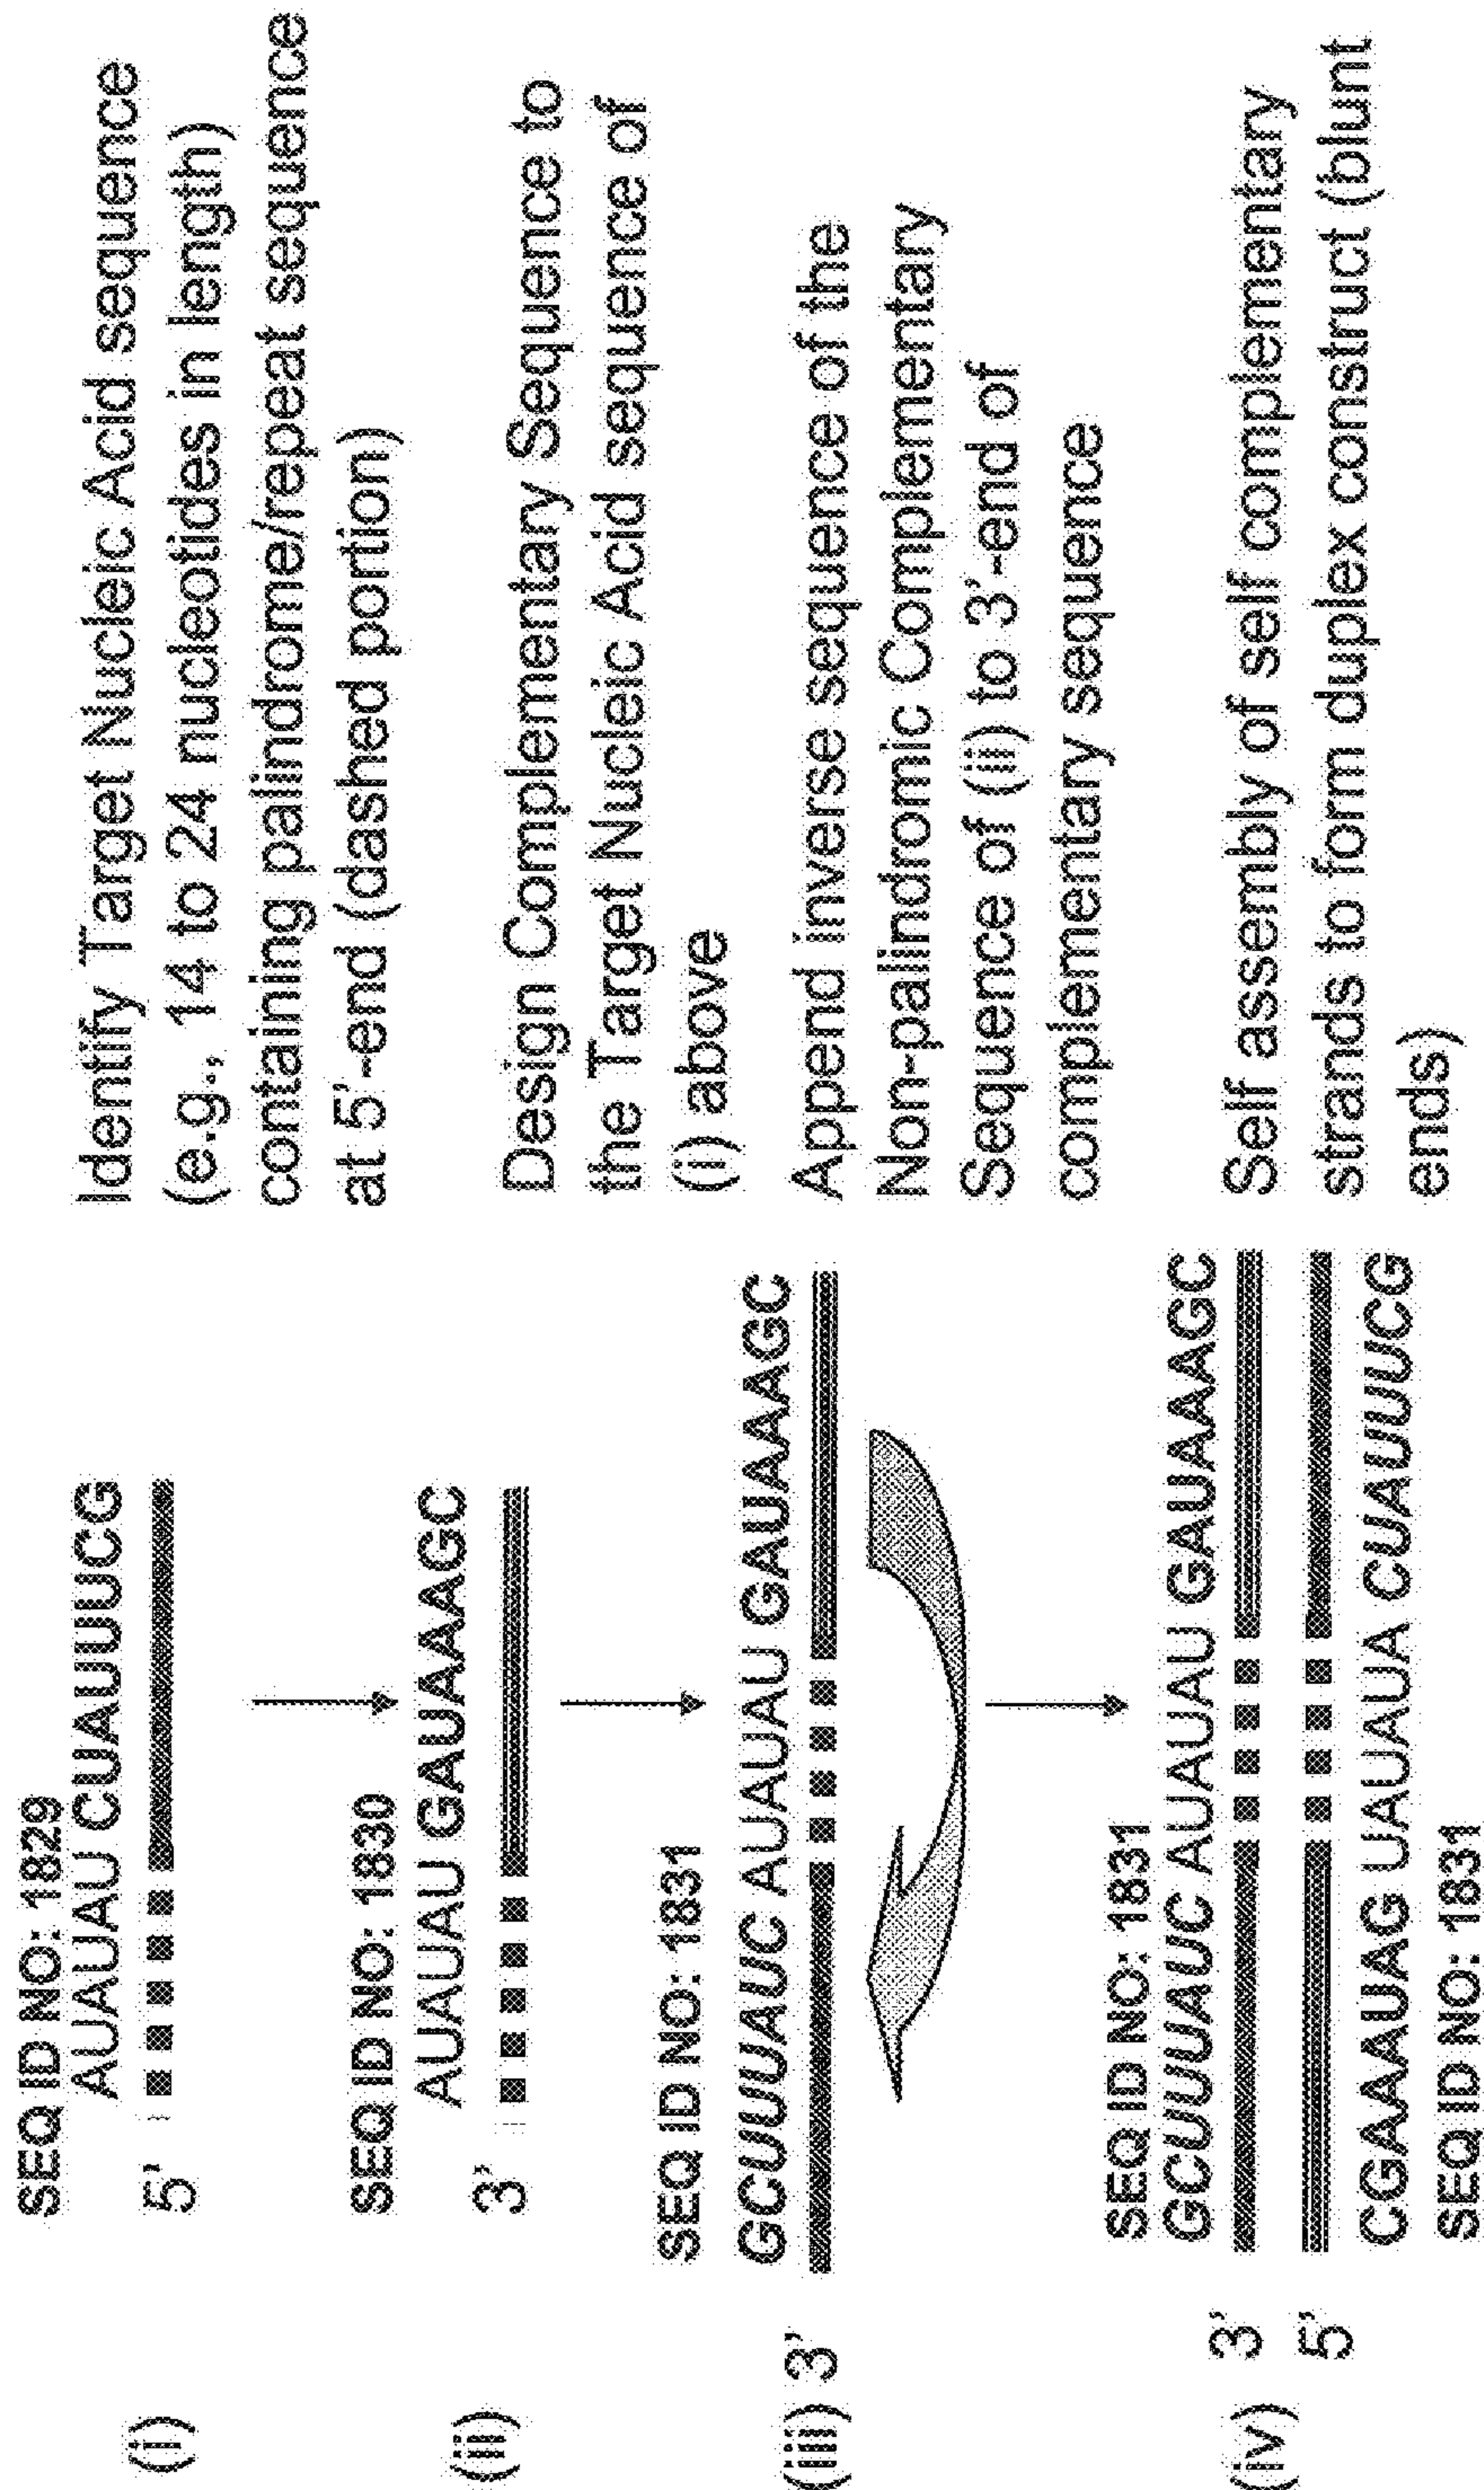 SEQ ID NO: 1829
AUAUAU CUAUUUCG
(i) 5'
Identify Target Nucleic Acid sequence
(e.g., 14 to 24 nucleotides in length)
containing palindrome/repeat sequence
at 5'-end (dashed portion)
SEQ ID NO: 1830
AUAUAU GAUAAAGC
(ii) 3'
Design Complementary Sequence to
the Target Nucleic Acid sequence of
(i) above
SEQ ID NO: 1831
GCUUUAUC AUAUAU GAUAAAGC
(iii) 3'
Append inverse sequence of the
Non-palindromic Complementary
Sequence of (ii) to 3'-end of
complementary sequence
SEQ ID NO: 1831
GCUUUAUC AUAUAU GAUAAAGC
(iv) 3'
5'
CGAAAUAG UAUAUA CUAUUUCG
SEQ ID NO: 1831
Self assembly of self complementary
strands to form duplex construct (blunt
ends)